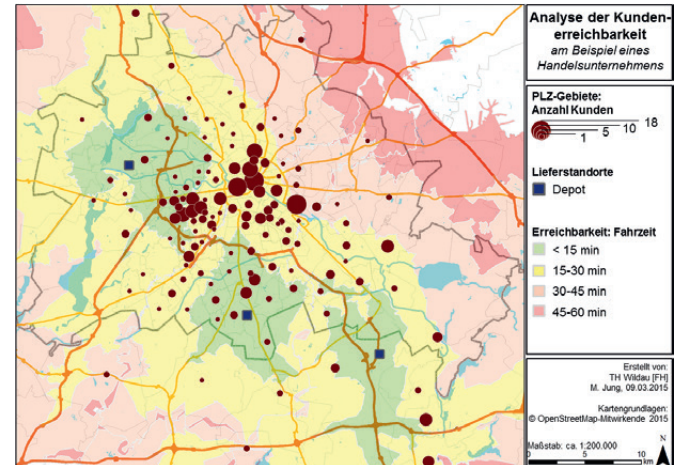 Analyse der Kunden-
erreichbarkeit
am Beispiel eines
Handelsunternehmens
PLZ-Gebiete:
Anzahl Kunden
18
10
5
1
Lieferstandorte
Depot
Erreichbarkeit: Fahrzeit
< 15 min
15-30 min
30-45 min
45-60 min
Erstellt von:
TH Wildau [FH]
M. Jung, 09.03.2015
Kartengrundlagen:
© OpenStreetMap-Mitwirkende 2015
Maßstab: ca. 1:200.000
N
0 5 10
km